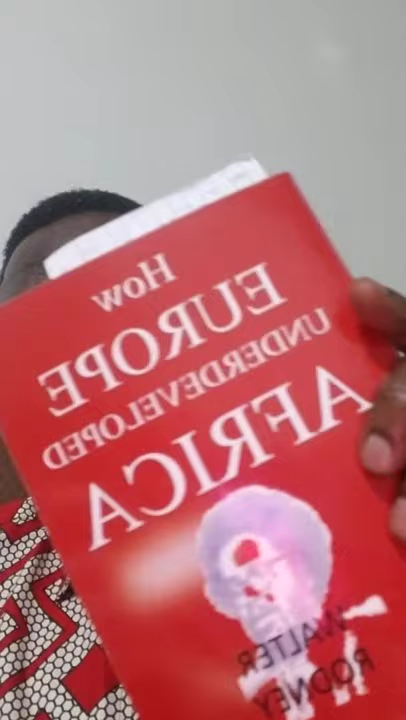 How
EUROPE
UNDERDEVELOPED
AFRICA
WALTER
RODNEY